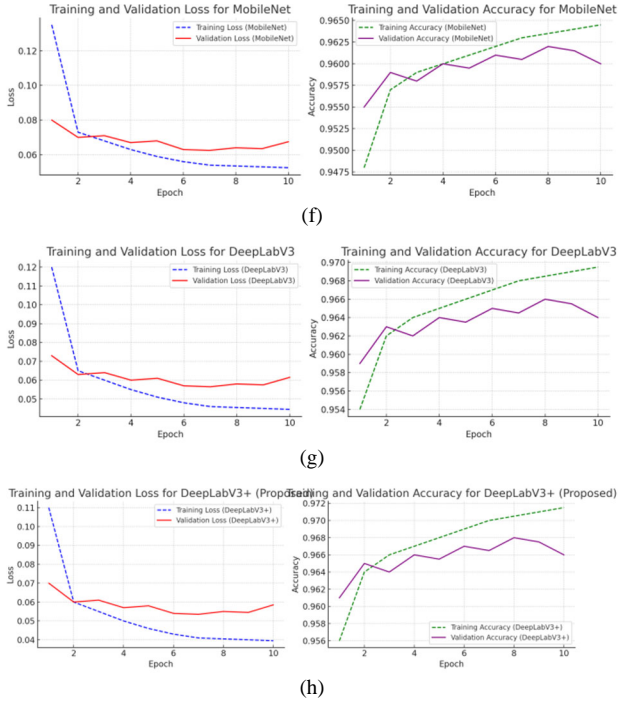 Training and Validation Loss for MobileNet
Training Loss (MobileNet)
Validation Loss (MobileNet)
0.12
0.10
0.08
0.06
Loss
2
4
6
8
10
Epoch
Training and Validation Accuracy for MobileNet
Training Accuracy (MobileNet)
Validation Accuracy (MobileNet)
0.9650
0.9625
0.9600
0.9575
0.9550
0.9525
0.9500
0.9475
Accuracy
2
4
6
8
10
Epoch
(f)
Training and Validation Loss for DeepLabV3
Training Loss (DeepLabV3)
Validation Loss (DeepLabV3)
0.12
0.11
0.10
0.09
0.08
0.07
0.06
0.05
Loss
2
4
6
8
10
Epoch
Training and Validation Accuracy for DeepLabV3
Training Accuracy (DeepLabV3)
Validation Accuracy (DeepLabV3)
0.970
0.968
0.966
0.964
0.962
0.960
0.958
0.956
0.954
Accuracy
2
4
6
8
10
Epoch
(g)
Training and Validation Loss for DeepLabV3+ (Proposed)
Training Loss (DeepLabV3+)
Validation Loss (DeepLabV3+)
0.11
0.10
0.09
0.08
0.07
0.06
0.05
0.04
Loss
2
4
6
8
10
Epoch
Training and Validation Accuracy for DeepLabV3+ (Proposed)
0.972
0.970
0.968
0.966
0.964
0.962
0.960
0.958
0.956
Accuracy
Training Accuracy (DeepLabV3+)
Validation Accuracy (DeepLabV3+)
2
4
6
8
10
Epoch
(h)